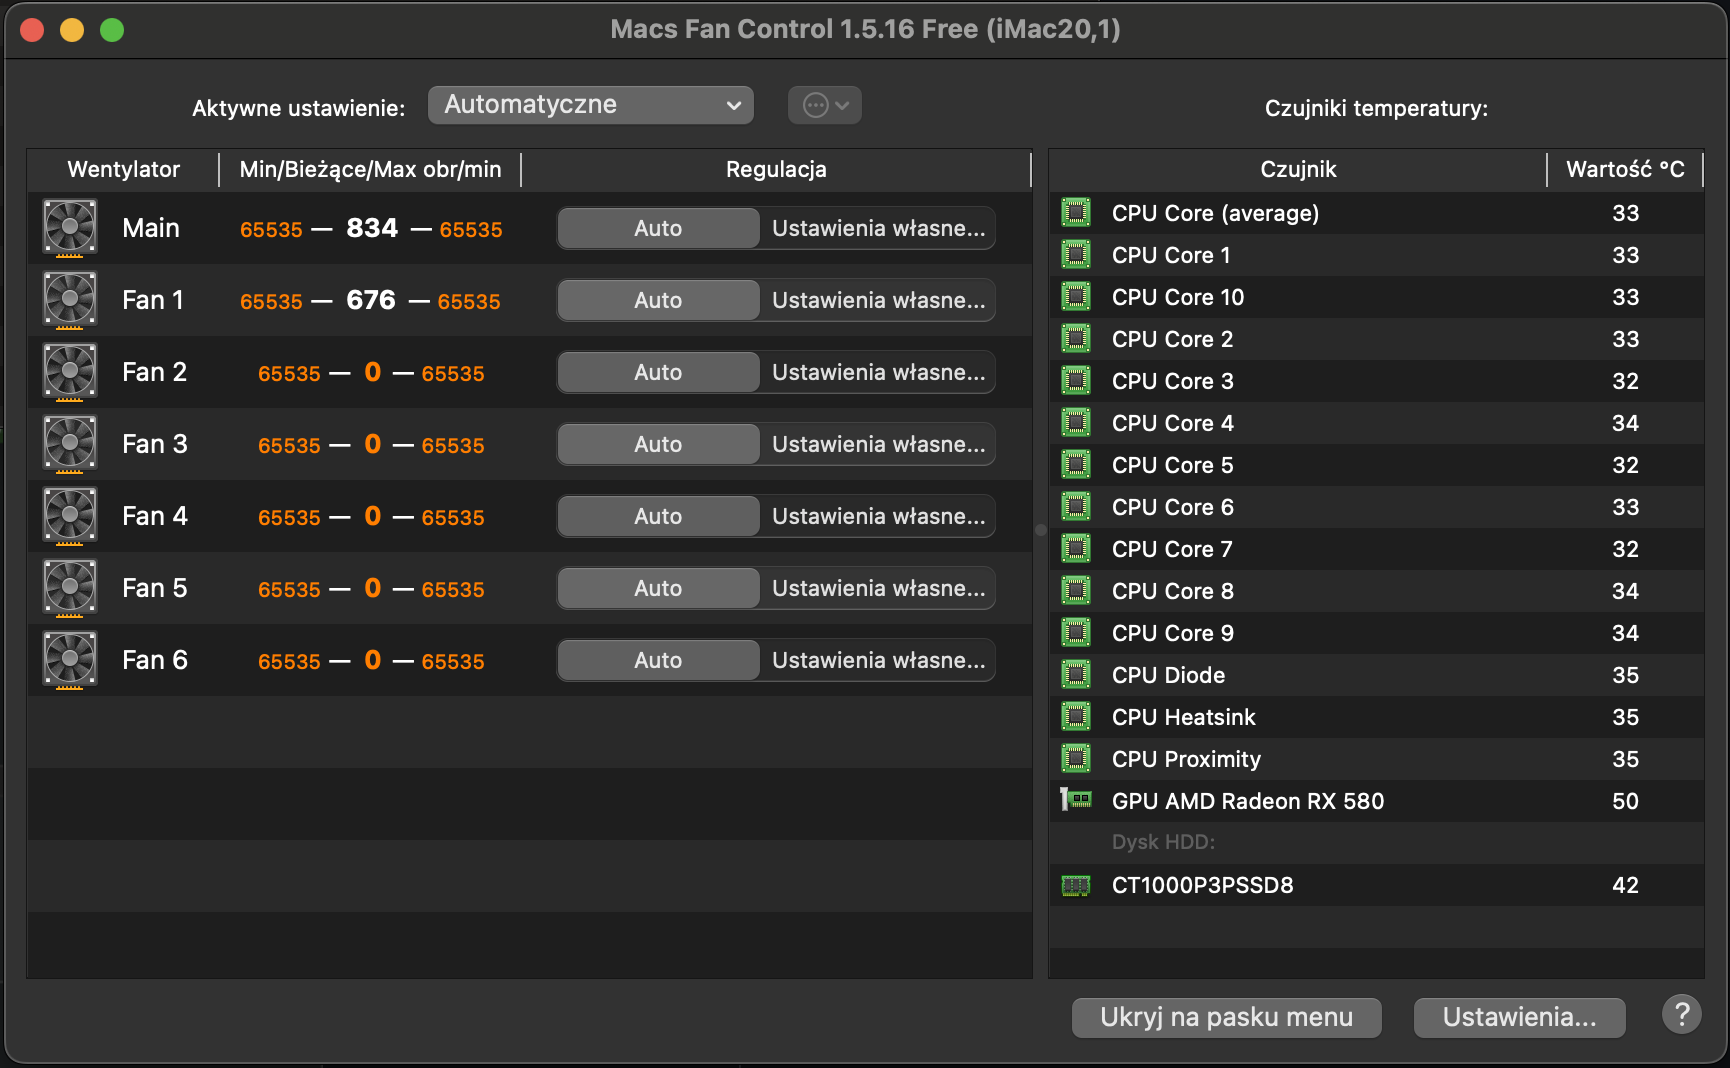 Macs Fan Control 1.5.16 Free (iMac20,1)
Aktywne ustawienie: Automatyczne
Czujniki temperatury:
Wentylator Min/Bieżące/Max obr/min Regulacja
Main 65535 — 834 — 65535 Auto Ustawienia własne...
Fan 1 65535 — 676 — 65535 Auto Ustawienia własne...
Fan 2 65535 — 0 — 65535 Auto Ustawienia własne...
Fan 3 65535 — 0 — 65535 Auto Ustawienia własne...
Fan 4 65535 — 0 — 65535 Auto Ustawienia własne...
Fan 5 65535 — 0 — 65535 Auto Ustawienia własne...
Fan 6 65535 — 0 — 65535 Auto Ustawienia własne...
Czujnik Wartość °C
CPU Core (average) 33
CPU Core 1 33
CPU Core 10 33
CPU Core 2 33
CPU Core 3 32
CPU Core 4 34
CPU Core 5 32
CPU Core 6 33
CPU Core 7 32
CPU Core 8 34
CPU Core 9 34
CPU Diode 35
CPU Heatsink 35
CPU Proximity 35
GPU AMD Radeon RX 580 50
Dysk HDD:
CT1000P3PSSD8 42
Ukryj na pasku menu Ustawienia... ?